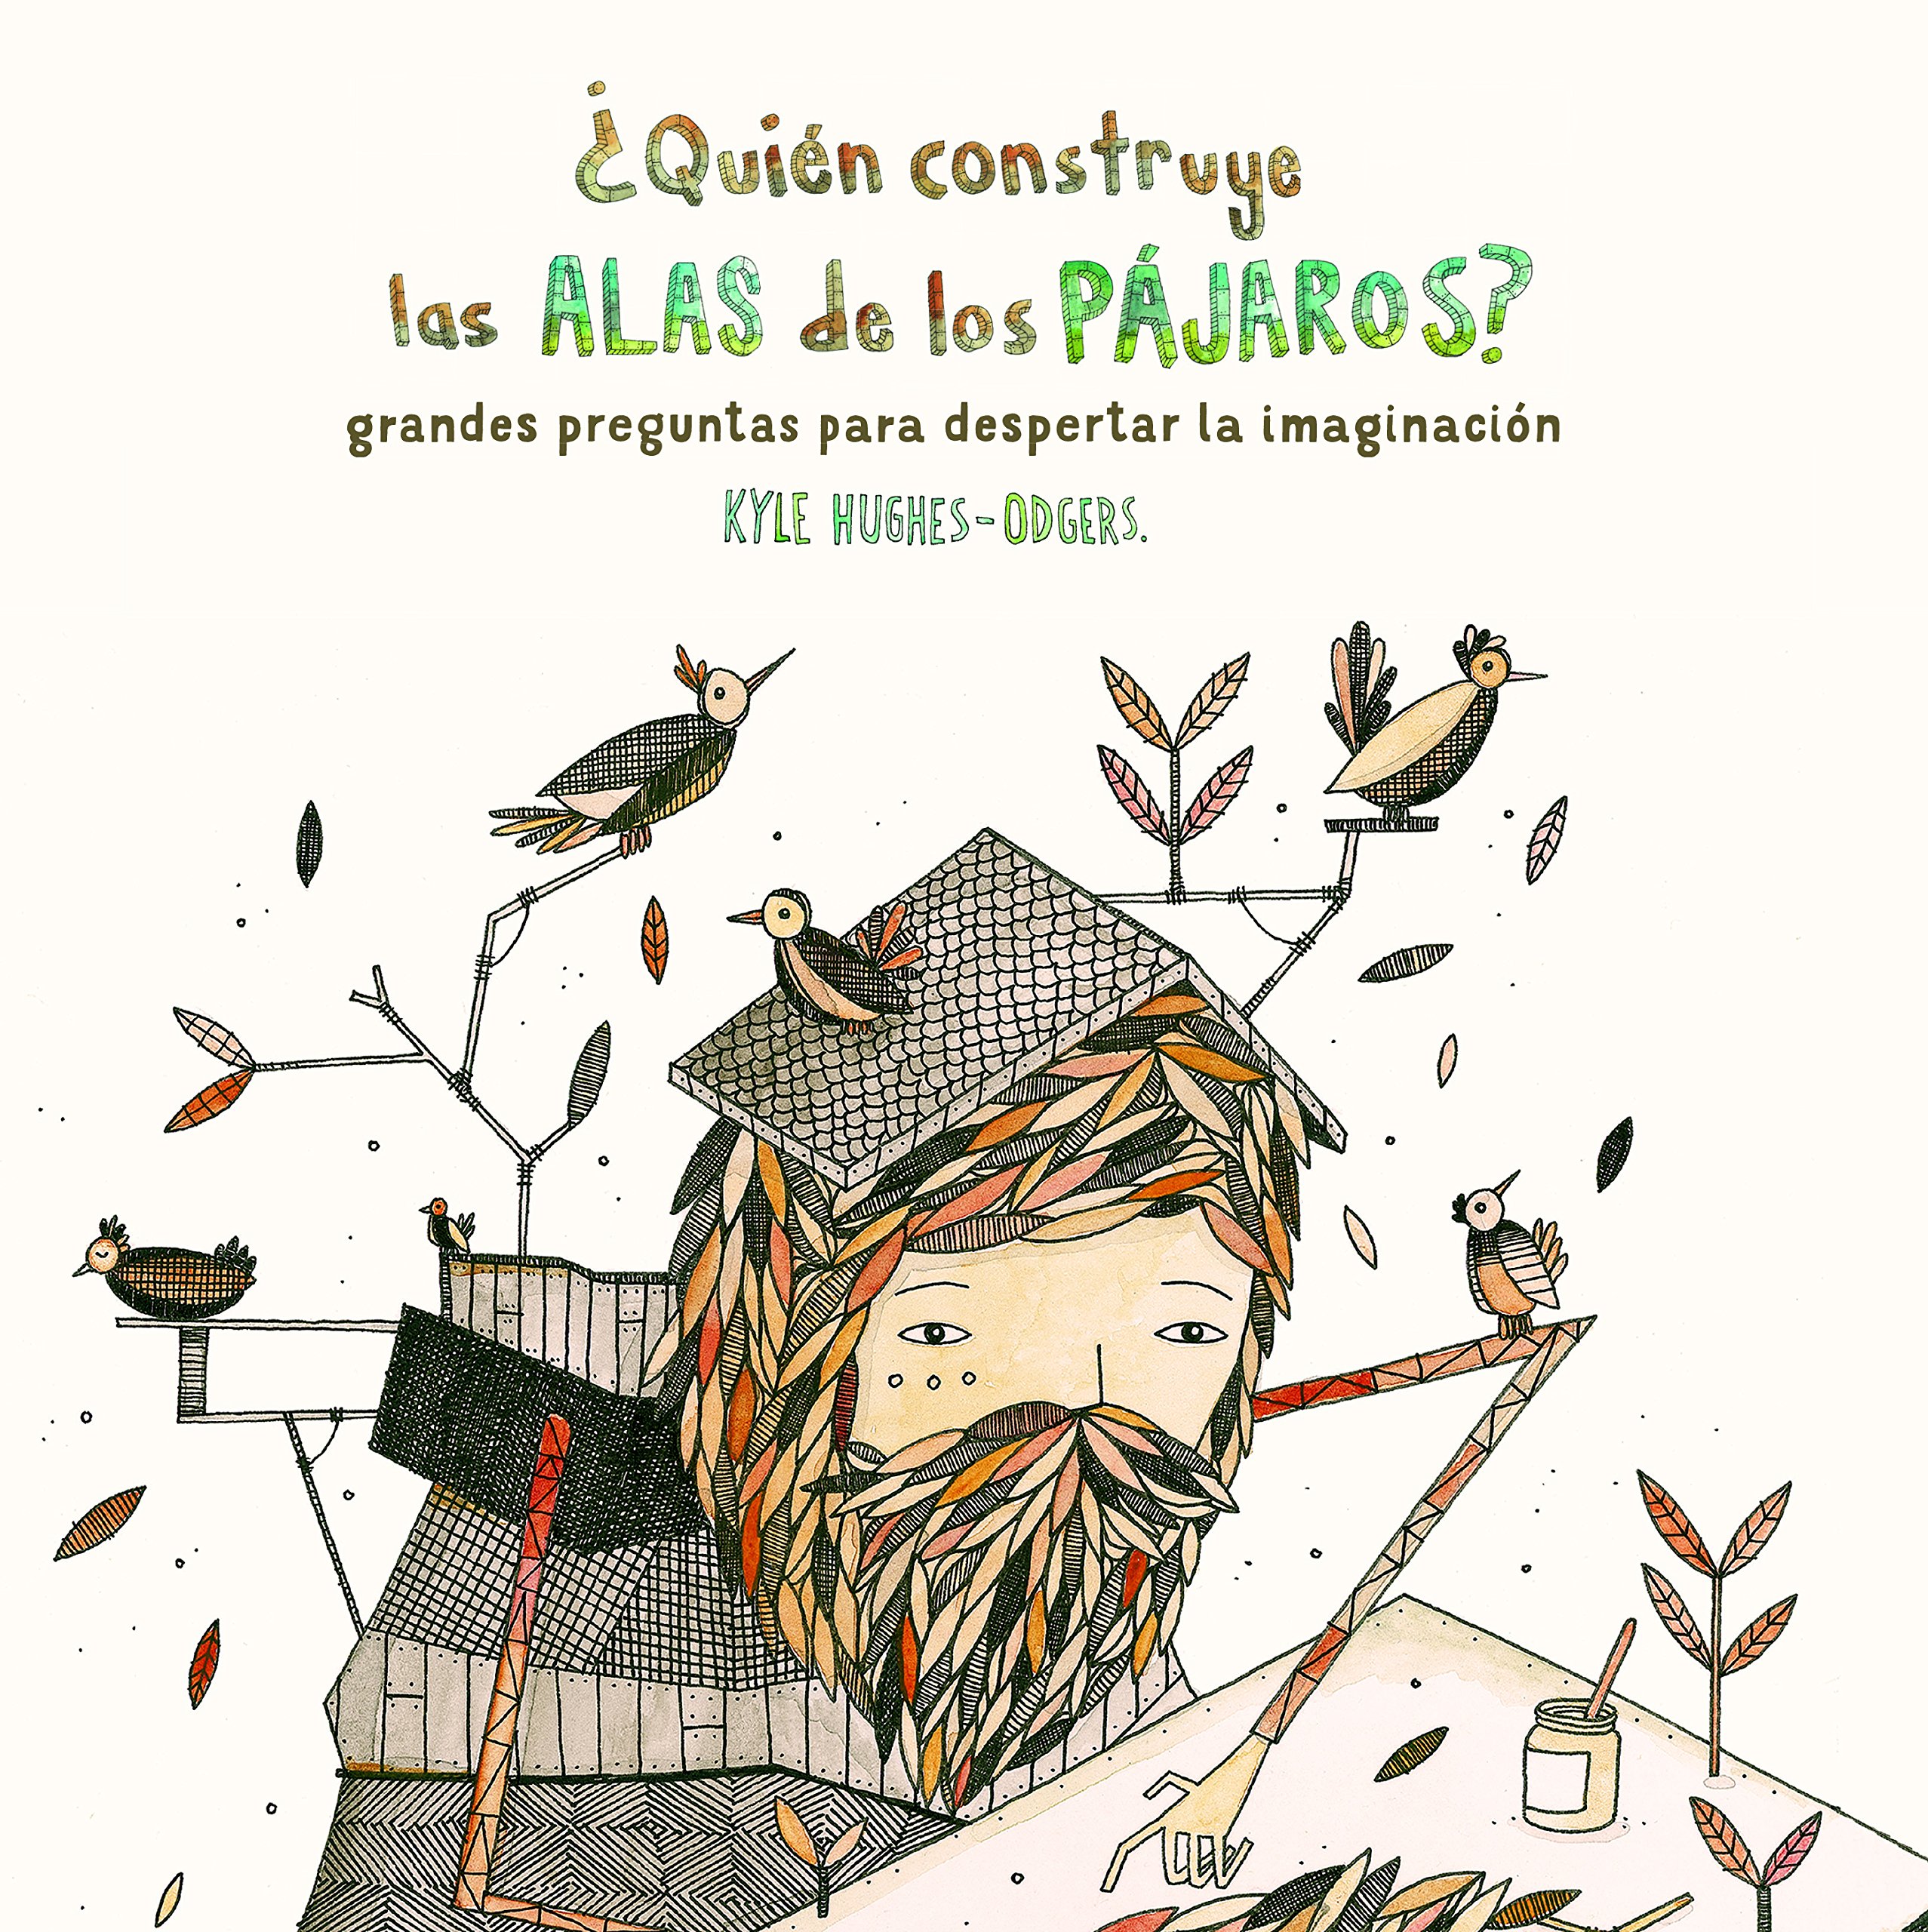 ¿Quién construye
las ALAS de los PÁJAROS?
grandes preguntas para despertar la imaginación
KYLE HUGHES-ODGERS.